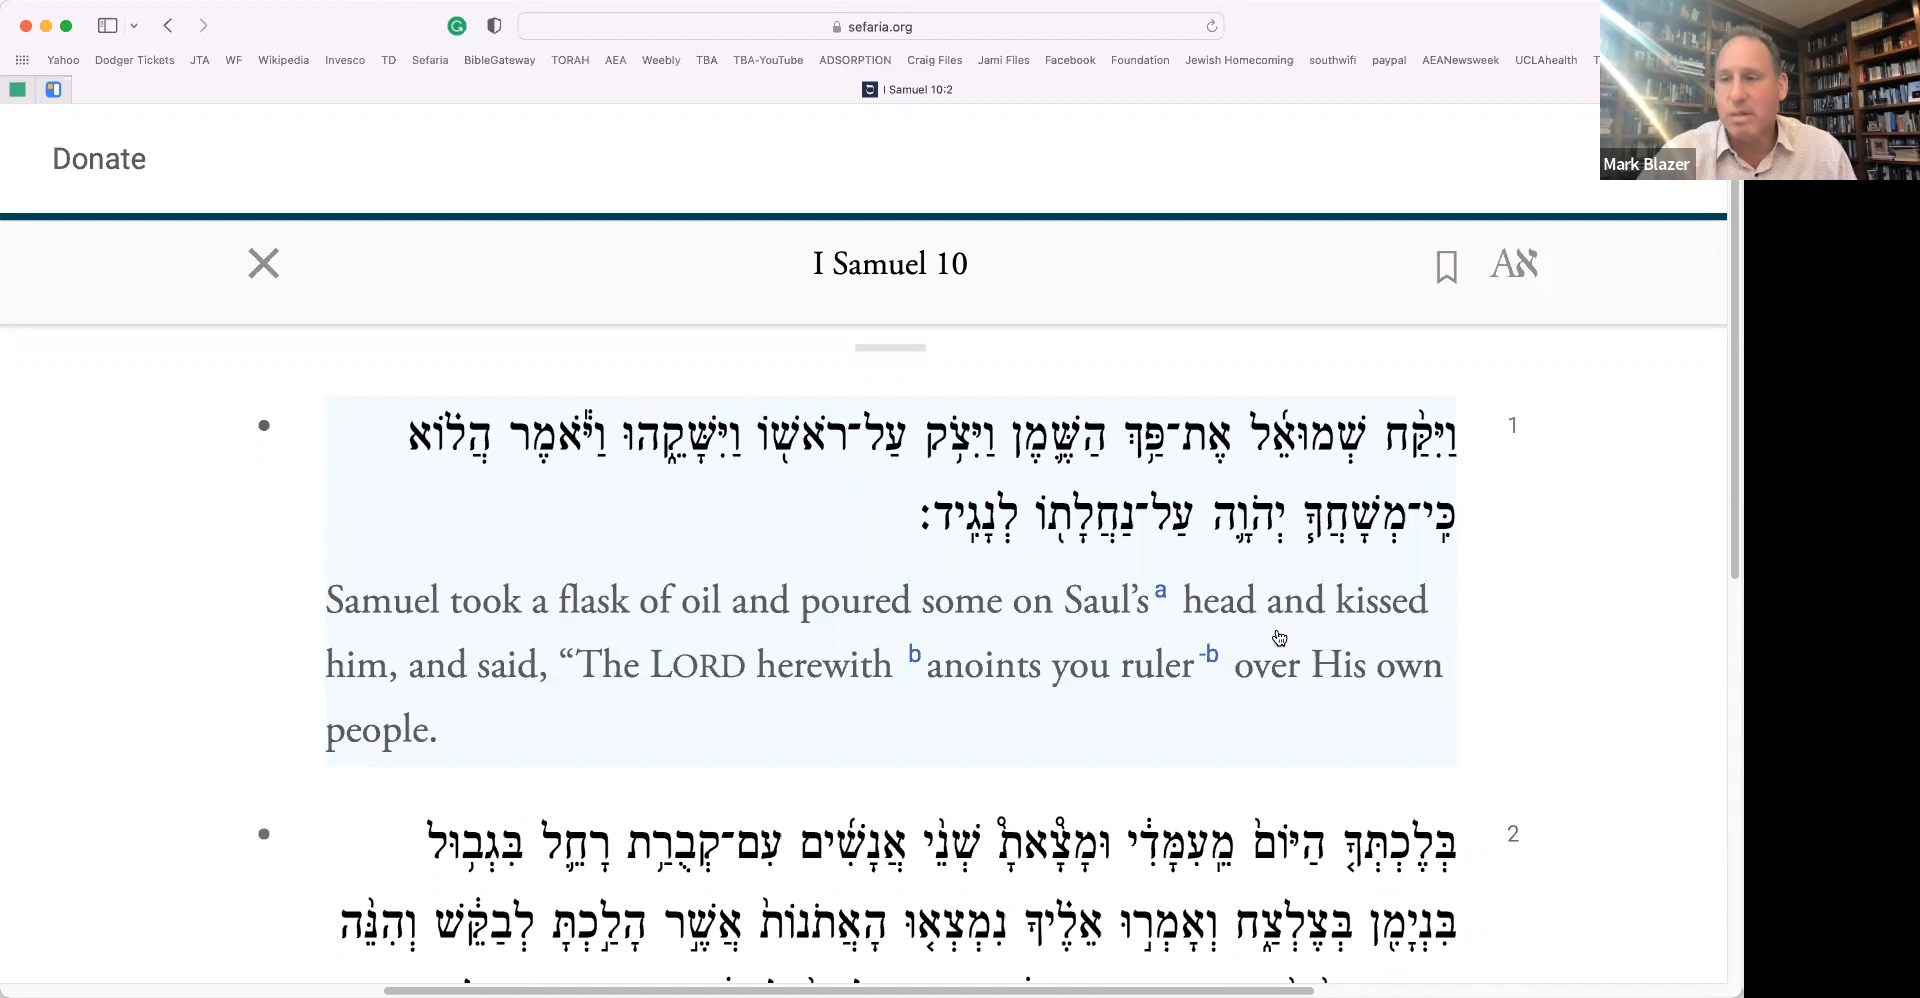 sefaria.org
Yahoo Dodger Tickets JTA WF Wikipedia Invesco TD Sefaria BibleGateway TORAH AEA Weebly TBA TBA-YouTube ADSORPTION Craig Files Jami Files Facebook Foundation Jewish Homecoming southwifi paypal AEANewsweek UCLAhealth
I Samuel 10:2
Mark Blazer
Donate
I Samuel 10
Aא
1
וַיִּקַּ֨ח שְׁמוּאֵ֜ל אֶת־פַּ֥ךְ הַשֶּׁ֛מֶן וַיִּצֹ֥ק עַל־רֹאשׁ֖וֹ וַיִּשָּׁקֵ֑הוּ וַיֹּ֕אמֶר הֲל֗וֹא
כִּֽי־מְשָׁחֲךָ֧ יְהֹוָ֛ה עַל־נַחֲלָת֖וֹ לְנָגִֽיד׃
Samuel took a flask of oil and poured some on Saul’s a head and kissed
him, and said, “The LORD herewith b anoints you ruler -b over His own
people.
2
בְּלֶכְתְּךָ֤ הַיּוֹם֙ מֵֽעִמָּדִ֔י וּמָצָ֩אתָ֩ שְׁנֵ֨י אֲנָשִׁ֜ים עִם־קְבֻרַ֥ת רָחֵ֛ל בִּגְב֥וּל
בִּנְיָמִ֖ן בְּצֶלְצַ֑ח וְאָמְר֣וּ אֵלֶ֗יךָ נִמְצְא֤וּ הָאֲתֹנוֹת֙ אֲשֶׁ֣ר הָלַ֣כְתָּ לְבַקֵּ֔שׁ וְהִנֵּ֨ה